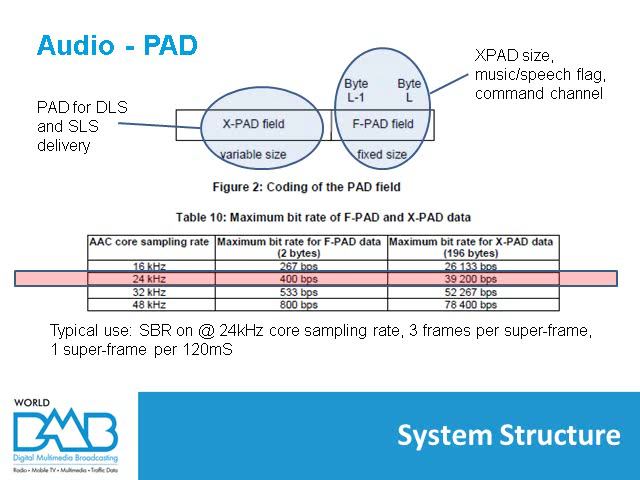 Audio - PAD
XPAD size,
music/speech flag,
command channel
Byte Byte
L-1 L
PAD for DLS
and SLS
delivery
X-PAD field F-PAD field
variable size fixed size
Figure 2: Coding of the PAD field
Table 10: Maximum bit rate of F-PAD and X-PAD data
AAC core sampling rate Maximum bit rate for F-PAD data Maximum bit rate for X-PAD data
(2 bytes) (196 bytes)
16 kHz 267 bps 26 133 bps
24 kHz 400 bps 39 200 bps
32 kHz 533 bps 52 267 bps
48 kHz 800 bps 78 400 bps
Typical use: SBR on @ 24kHz core sampling rate, 3 frames per super-frame,
1 super-frame per 120mS
WORLD
DMB
Digital Multimedia Broadcasting
Radio • Mobile TV • Multimedia • Traffic Data
System Structure